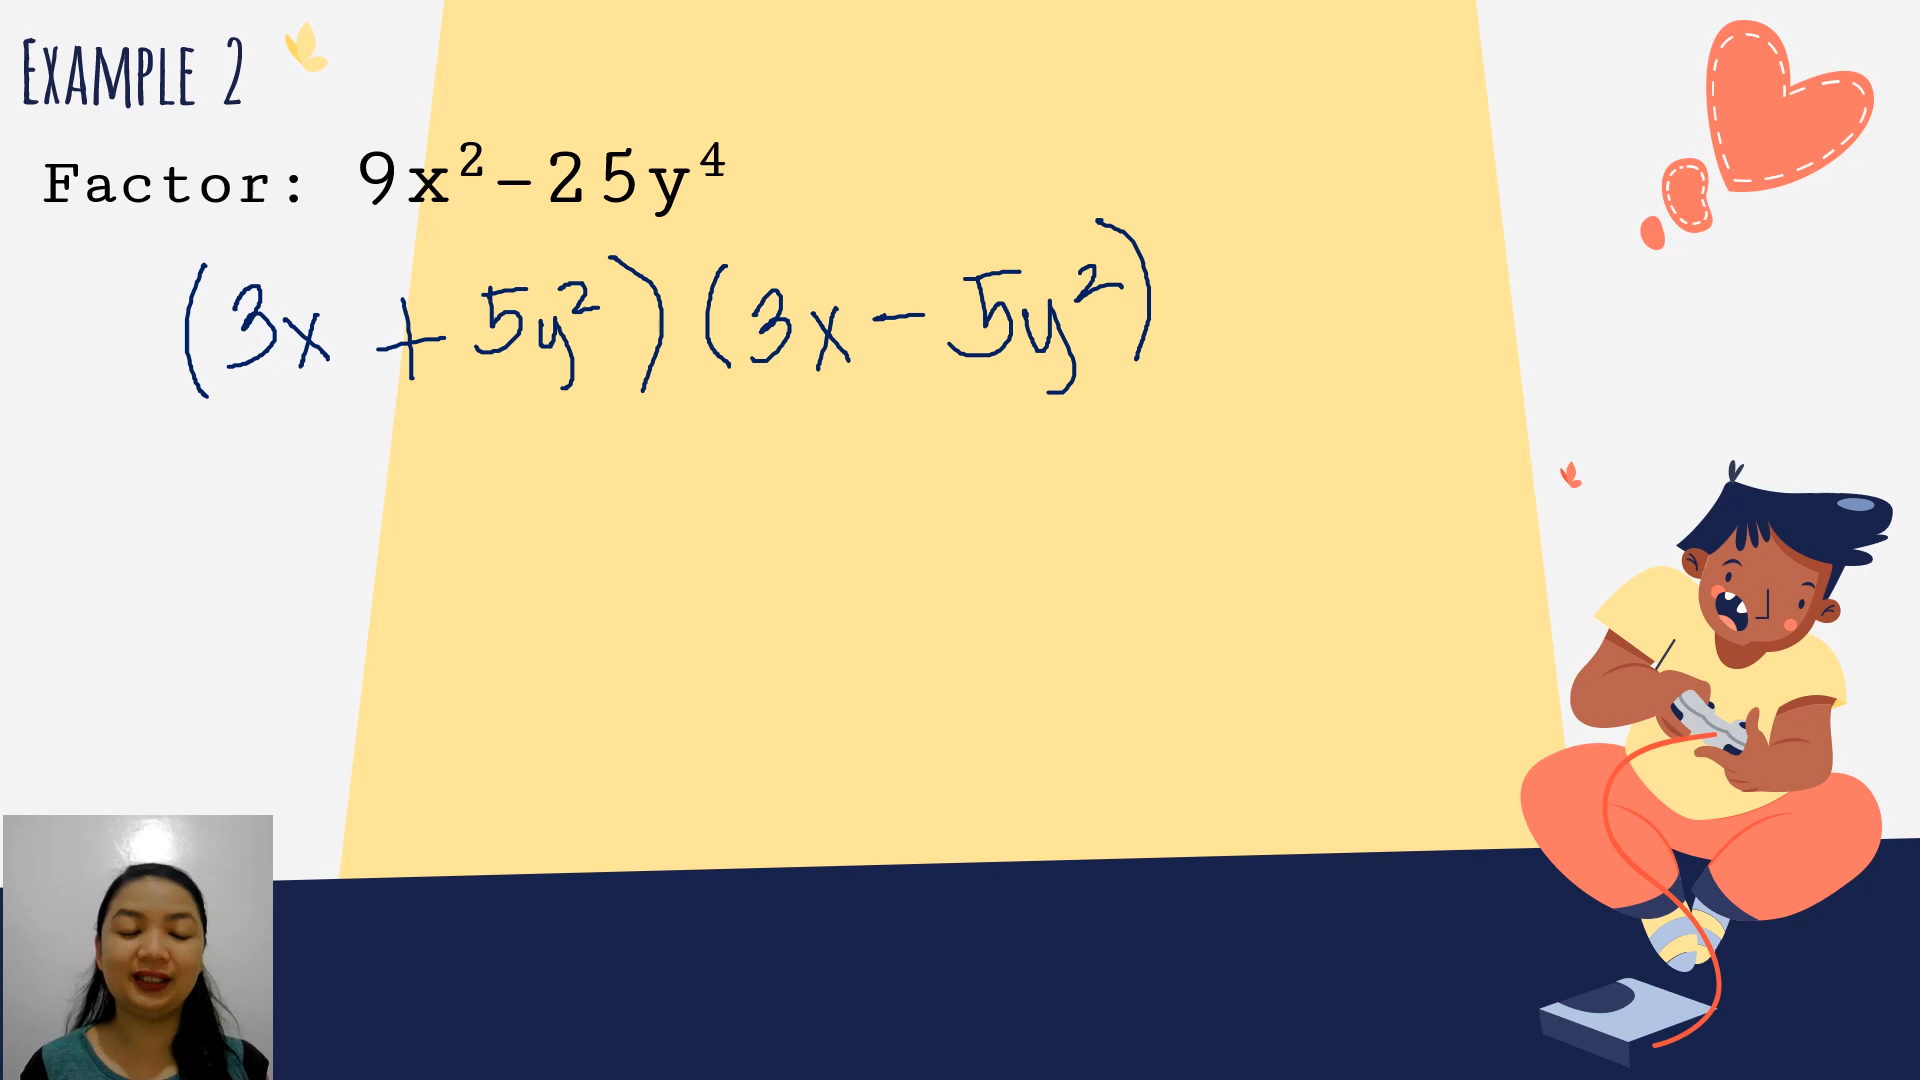 EXAMPLE 2
Factor: 9x²-25y⁴
(3x + 5y²)(3x - 5y²)